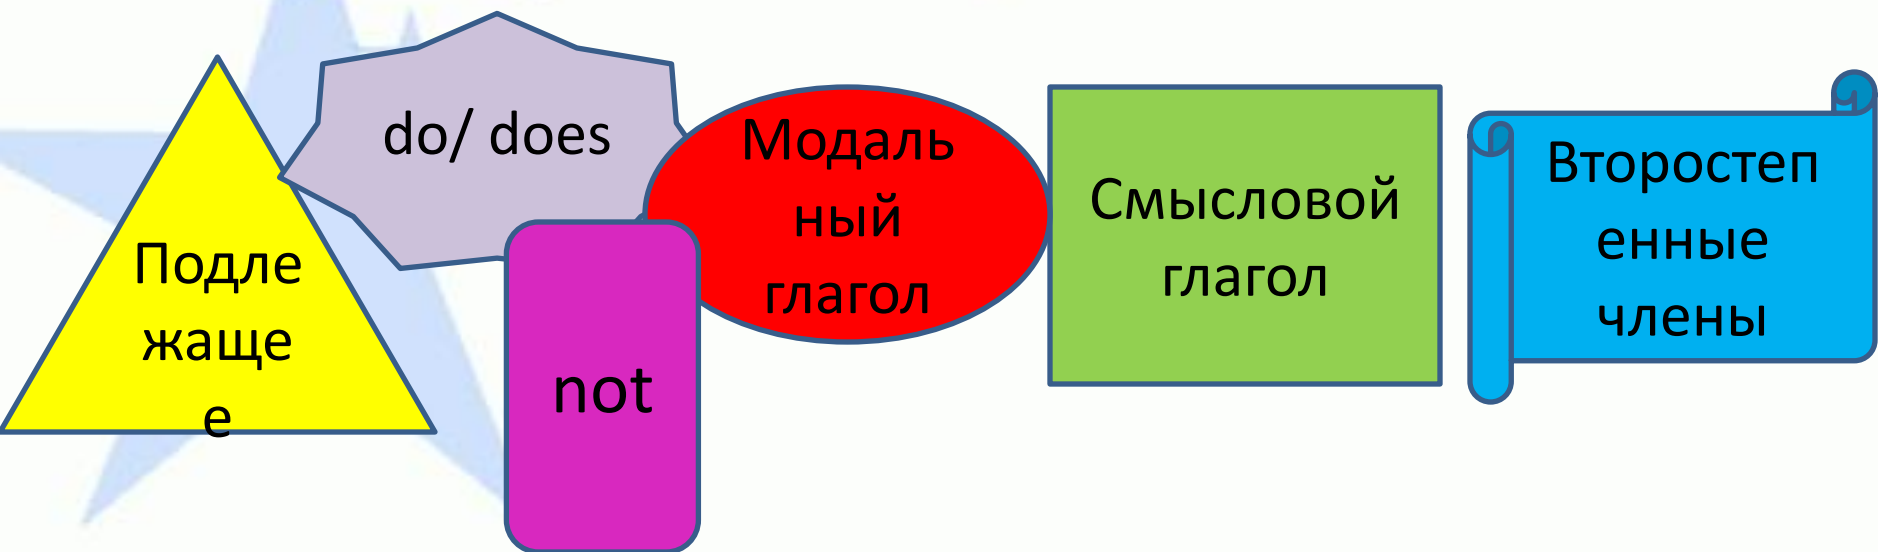 Подле
жаще
е
do/ does
not
Модаль
ный
глагол
Смысловой
глагол
Второстеп
енные
члены